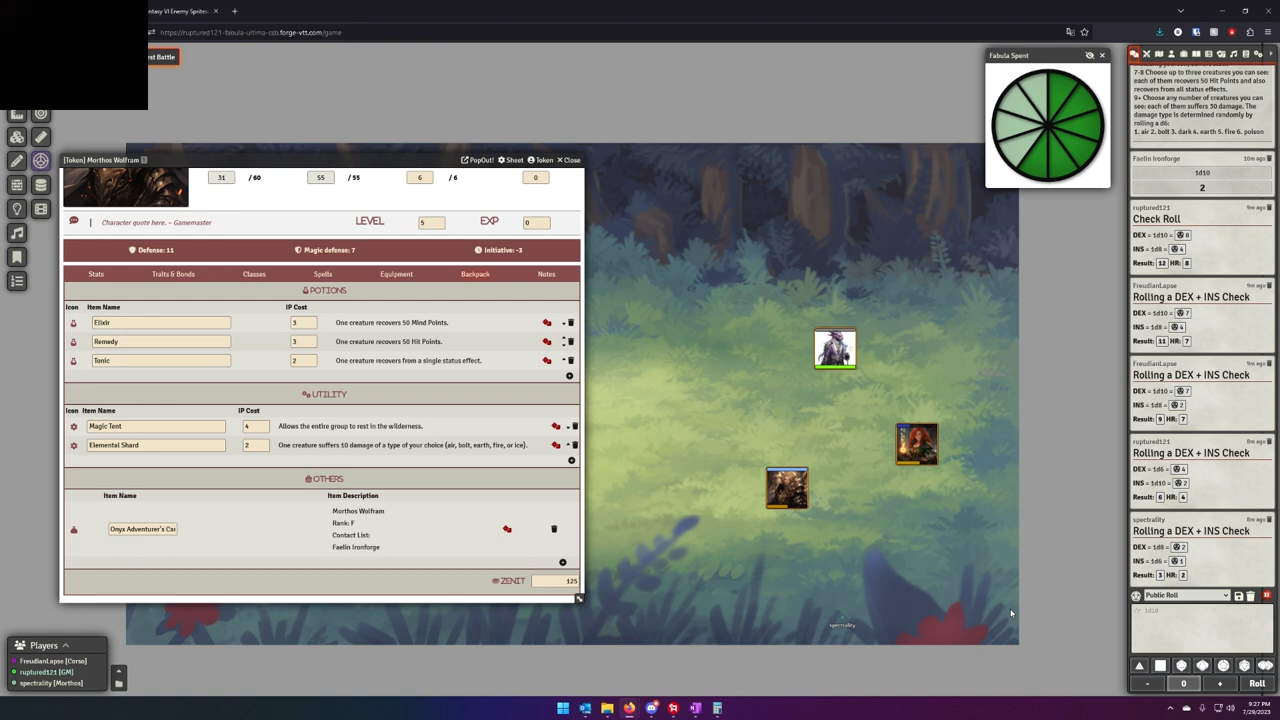 antasy VI Enemy Sprites
https://ruptured121-fabula-ultima-csb.forge-vtt.com/game
est Battle
Fabula Spent
7-8 Choose up to three creatures you can
see: each of them recovers 50 Hit Points and also
recovers from all status effects.
9+ Choose any number of creatures you can
see: each of them suffers 30 damage. The
damage type is determined randomly by
rolling a d6:
1. air 2. bolt 3. dark 4. earth 5. fire 6. poison
Faelin Ironforge 10m ago
1d10
2
ruptured121 9m ago
Check Roll
DEX = 1d10 = 8
INS = 1d8 = 4
Result: 12 HR: 8
FreudianLapse 9m ago
Rolling a DEX + INS Check
DEX = 1d10 = 7
INS = 1d8 = 4
Result: 11 HR: 7
FreudianLapse 9m ago
Rolling a DEX + INS Check
DEX = 1d10 = 7
INS = 1d8 = 2
Result: 9 HR: 7
ruptured121 8m ago
Rolling a DEX + INS Check
DEX = 1d6 = 4
INS = 1d10 = 2
Result: 6 HR: 4
spectrality 8m ago
Rolling a DEX + INS Check
DEX = 1d8 = 2
INS = 1d6 = 1
Result: 3 HR: 2
Public Roll
/r 1d10
- 0 + Roll
[Token] Morthos Wolfram PopOut! Sheet Token Close
31 / 60 55 / 55 6 / 6 0
Character quote here. – Gamemaster LEVEL 5 EXP 0
Defense: 11 Magic defense: 7 Initiative: -3
Stats Traits & Bonds Classes Spells Equipment Backpack Notes
POTIONS
Icon Item Name IP Cost
Elixir 3 One creature recovers 50 Mind Points.
Remedy 3 One creature recovers 50 Hit Points.
Tonic 2 One creature recovers from a single status effect.
UTILITY
Icon Item Name IP Cost
Magic Tent 4 Allows the entire group to rest in the wilderness.
Elemental Shard 2 One creature suffers 10 damage of a type of your choice (air, bolt, earth, fire, or ice).
OTHERS
Item Name Item Description
Onyx Adventurer's Car
Morthos Wolfram
Rank: F
Contact List:
Faelin Ironforge
ZENIT 125
spectrality
Players
FreudianLapse [Corso]
ruptured121 [GM]
spectrality [Morthos]
9:27 PM
7/29/2023